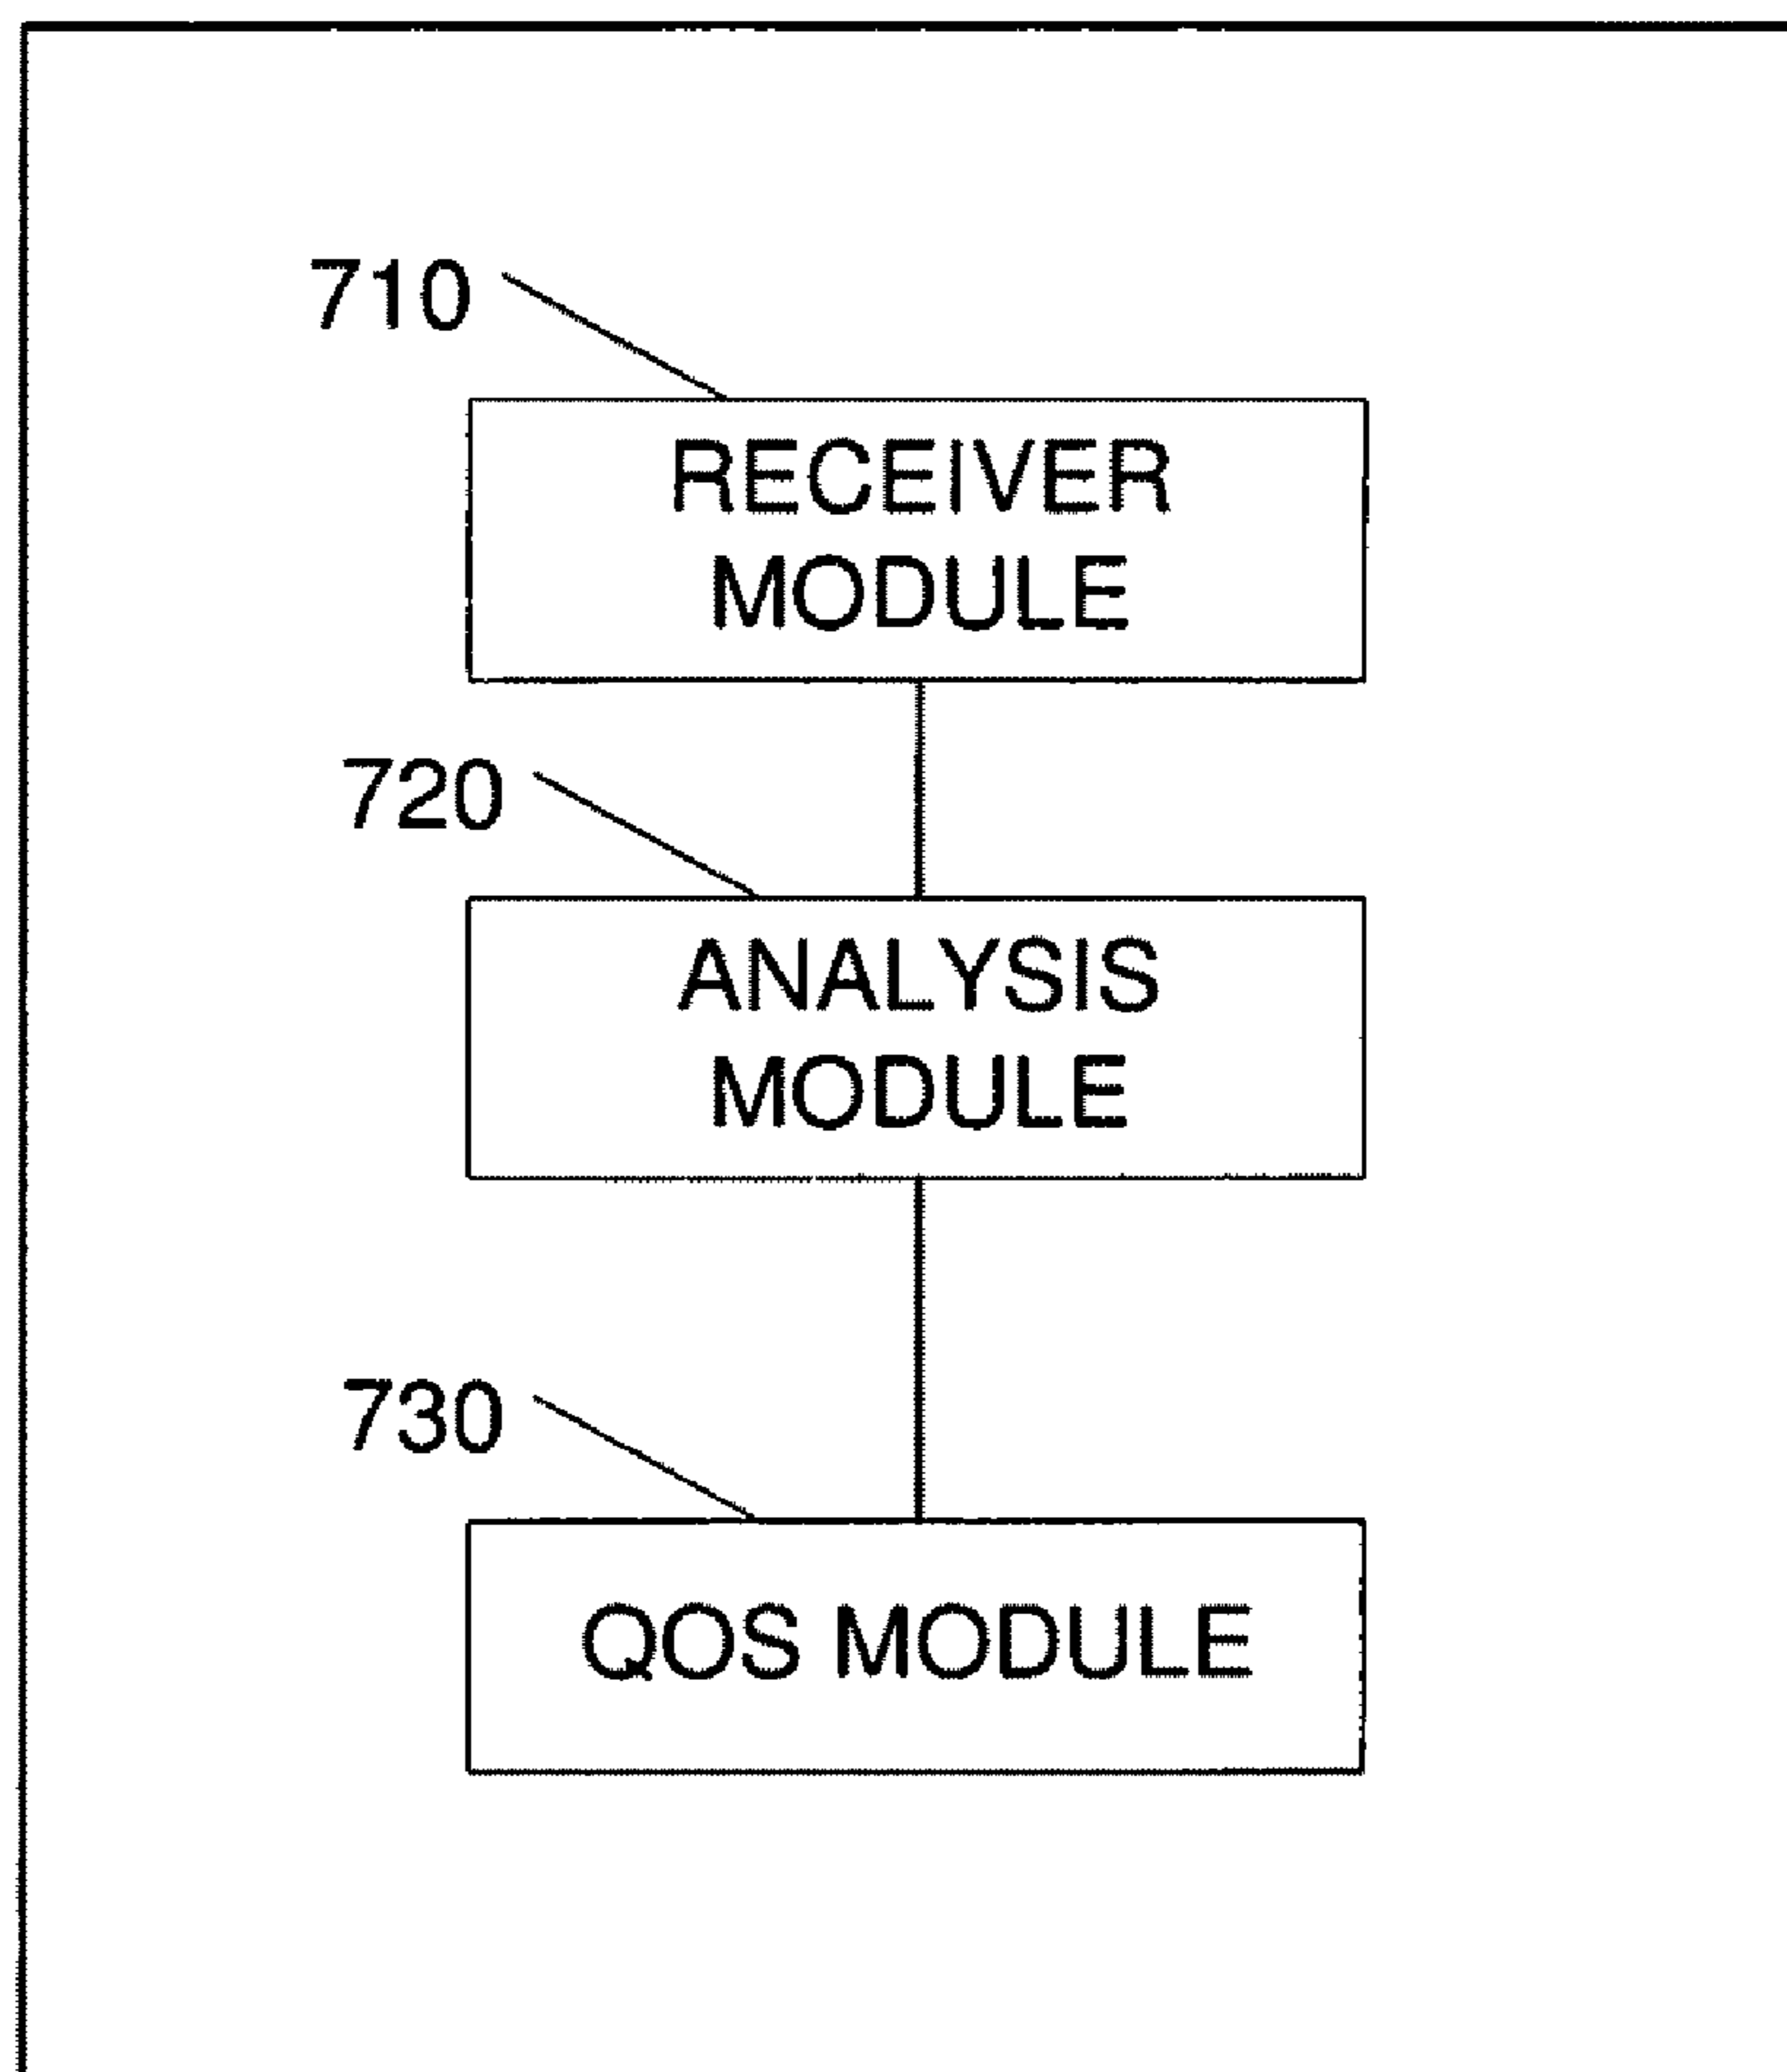 710
RECEIVER
MODULE
720
ANALYSIS
MODULE
730
QOS MODULE